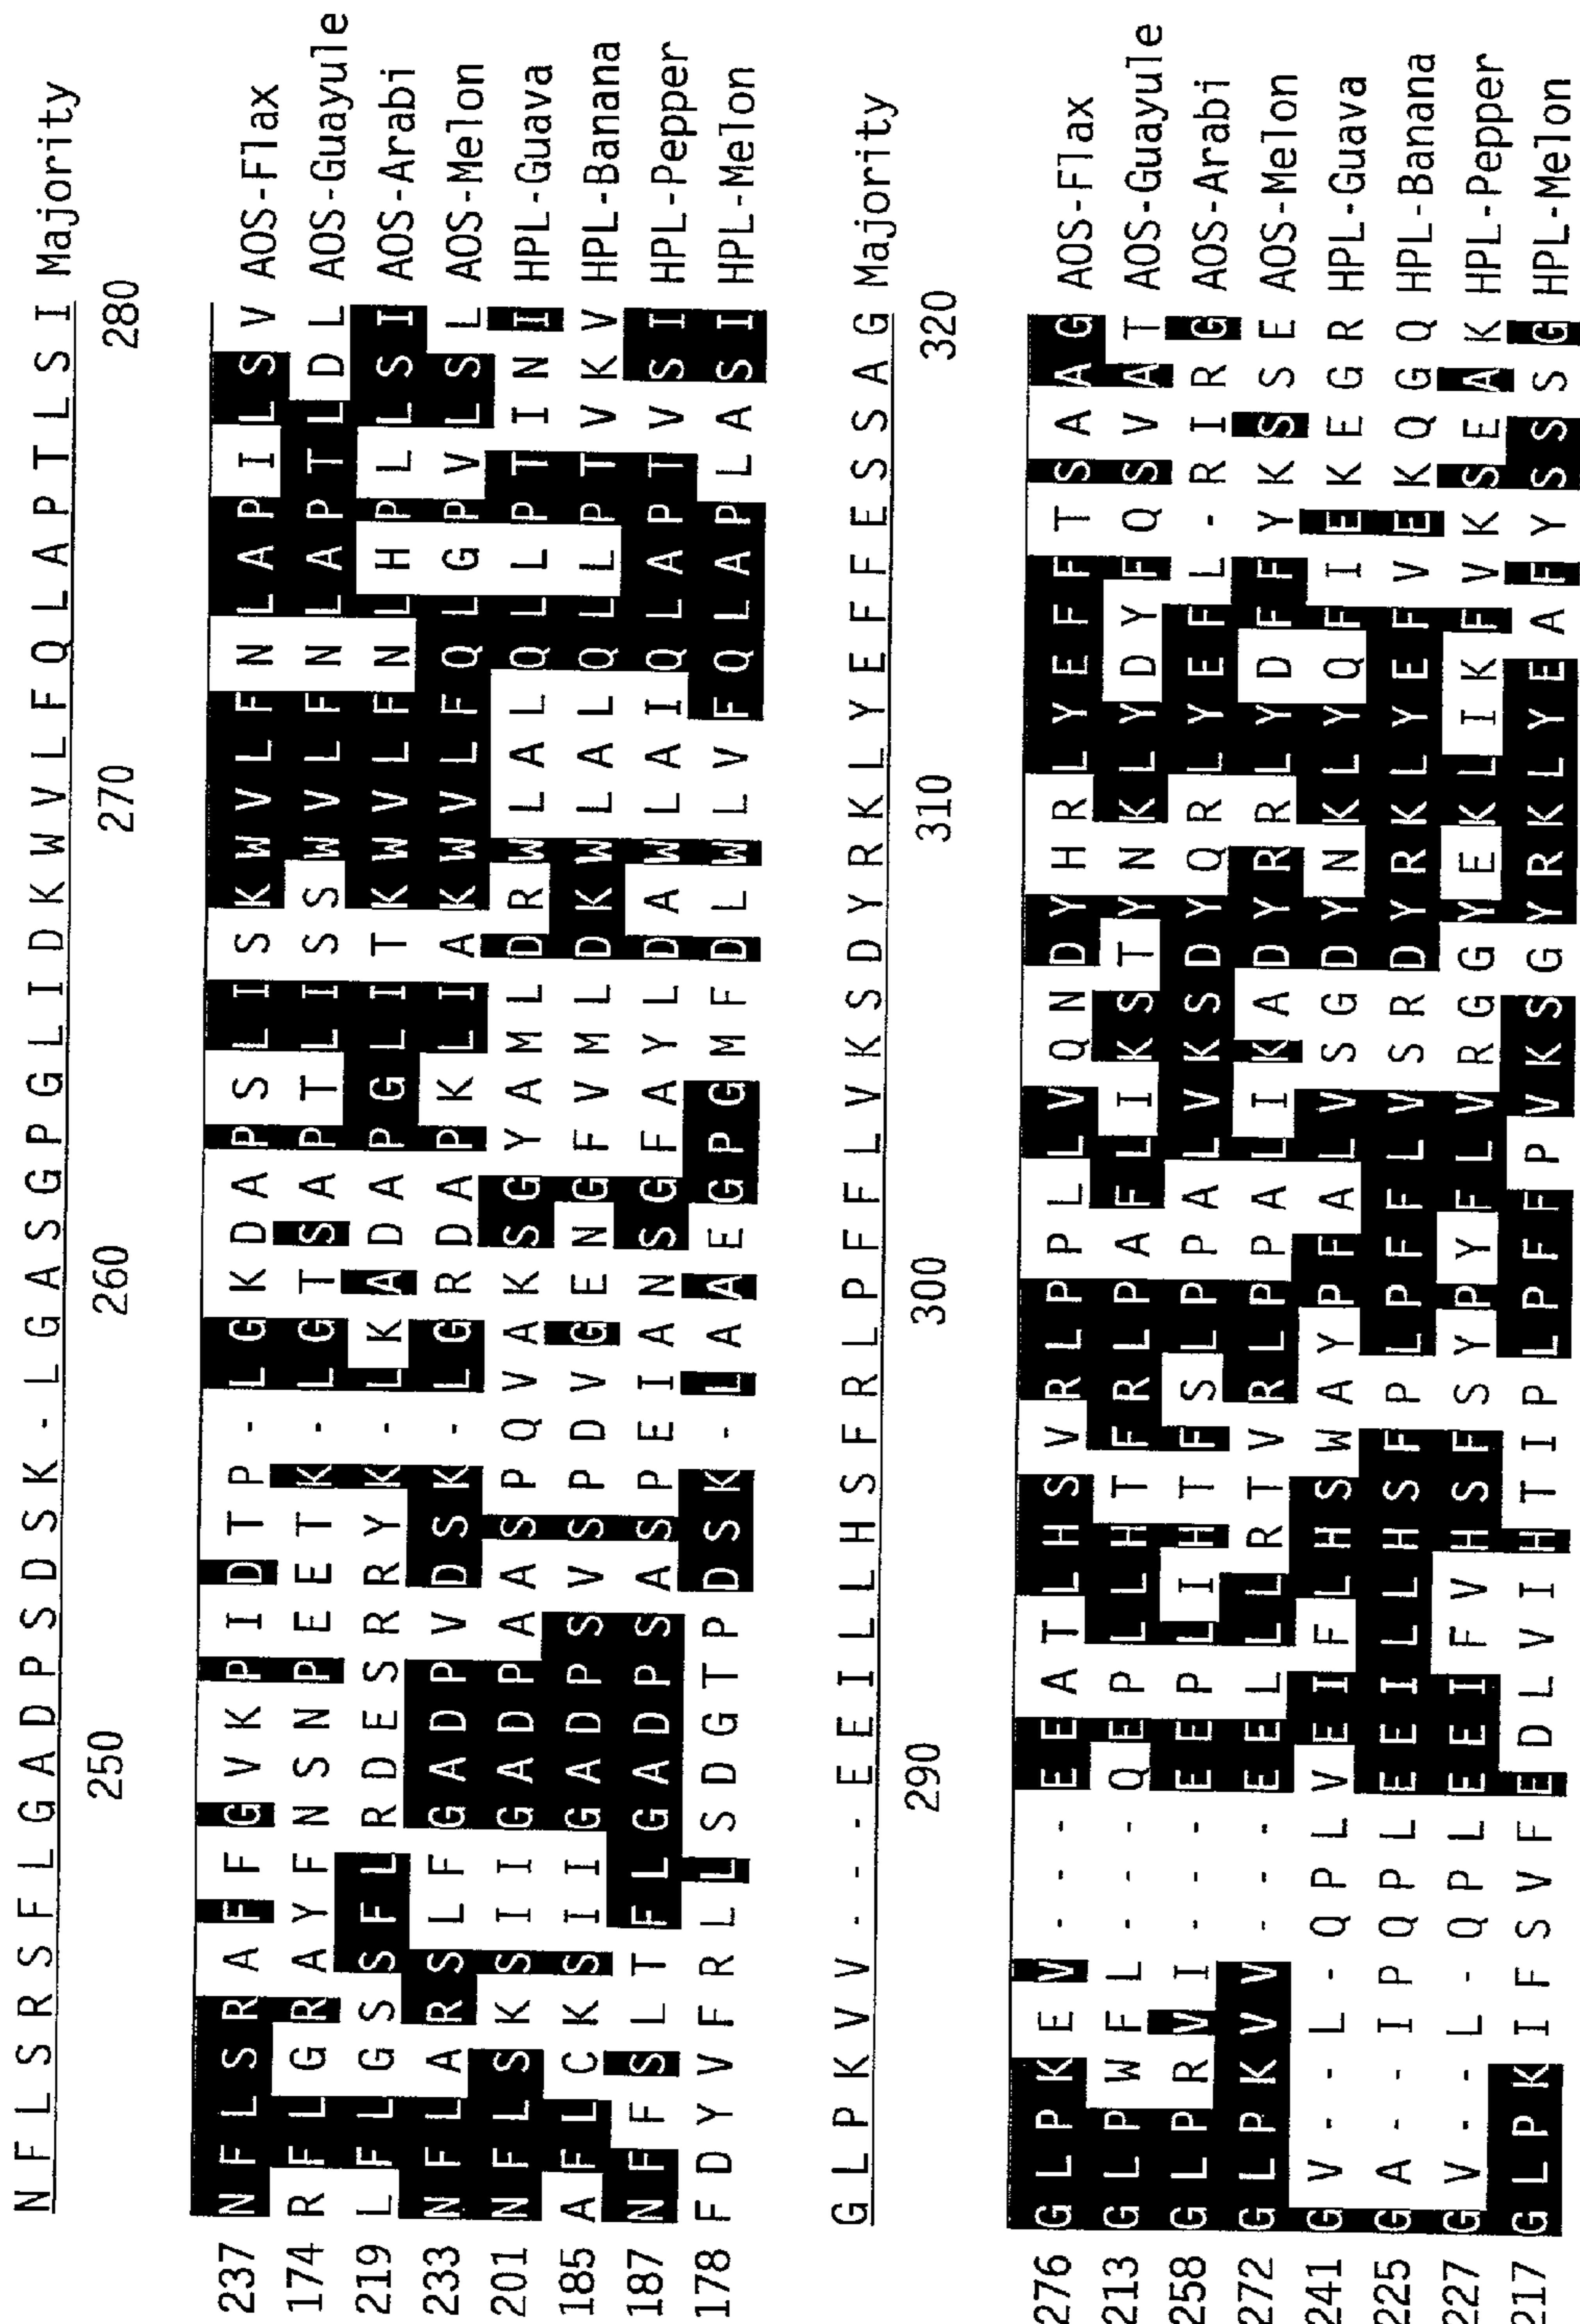 N F L S R S F L G A D P S D S K - L G A S G P G L I D K W V L F Q L A P T L S I Majority
250 260 270 280
237 N F L S R A F F G V K P I D T P - L G K D A P S L I S K W V L F N L A P I L S V AOS-Flax
174 R F L G R A Y F N S N P E E T K - L G T S A P T L I S S W V L F N L A P T L D L AOS-Guayule
219 L F L G S S F L R D E S R R Y K - L K A D A P G L I T K W V L F N L H P L L S I AOS-Arabi
233 N F L A R S L F G A D P V D S K - L G R D A P K L I A K W V L F Q L G P V L S L AOS-Melon
201 N F L S K S I I G A D P A A S P Q V A K S G Y A M L D R W L A L Q L L P T I N I HPL-Guava
185 A F L C K S I I G A D P S V S P D V G E N G F V M L D K W L A L Q L L P T V K V HPL-Banana
187 N F F S L T F L G A D P S A S P E I A N S G F A Y L D A W L A I Q L A P T V S I HPL-Pepper
178 F D Y V F R L L S D G T P D S K - L A A E G P G M F D L W L V F Q L A P L A S I HPL-Melon
G L P K V V - - - E E I L L H S F R L P F F L V K S D Y R K L Y E F F E S S A G Majority
290 300 310 320
276 G L P K E V - - - E E A T L H S V R L P P L L V Q N D Y H R L Y E F F T S A A G AOS-Flax
213 G L P W F L - - - Q E P L L H T F R L P A F L I K S T Y N K L Y D Y F Q S V A T AOS-Guayule
258 G L P R V I - - - E E P L I H T F S L P P A L V K S D Y Q R L Y E F L - R I R G AOS-Arabi
272 G L P K V V - - - E E L L L R T V R L P P A L I K A D Y R R L Y D F F Y K S S E AOS-Melon
241 G V - - L - Q P L V E I F L H S W A Y P F A L V S G D Y N K L Y Q F I E K E G R HPL-Guava
225 G A - - I P Q P L E E I L L H S F P L P F F L V S R D Y R K L Y E F V E K Q G Q HPL-Banana
227 G V - - L - Q P L E E I F V H S F S Y P Y F L V R G G Y E K L I K F V K S E A K HPL-Pepper
217 G L P K I F S V F E D L V I H T I P L P F F P V K S G Y R K L Y E A F Y S S S G HPL-Melon